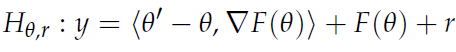 H_{θ,r} : y = ⟨θ′ − θ, ∇F(θ)⟩ + F(θ) + r